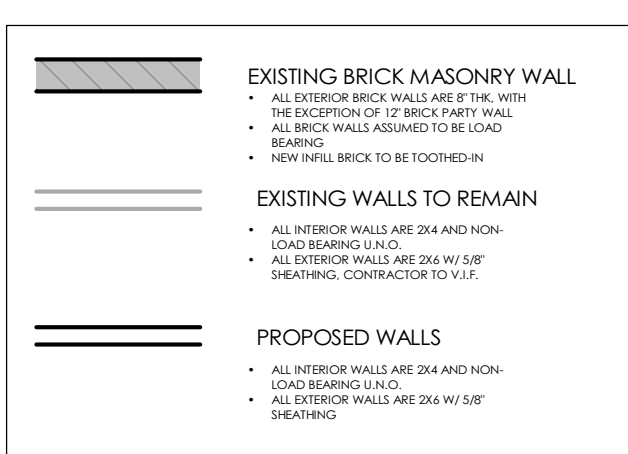 EXISTING BRICK MASONRY WALL
• ALL EXTERIOR BRICK WALLS ARE 8" THK, WITH
THE EXCEPTION OF 12" BRICK PARTY WALL
• ALL BRICK WALLS ASSUMED TO BE LOAD
BEARING
• NEW INFILL BRICK TO BE TOOTHED-IN
EXISTING WALLS TO REMAIN
• ALL INTERIOR WALLS ARE 2X4 AND NON-
LOAD BEARING U.N.O.
• ALL EXTERIOR WALLS ARE 2X6 W/ 5/8"
SHEATHING, CONTRACTOR TO V.I.F.
PROPOSED WALLS
• ALL INTERIOR WALLS ARE 2X4 AND NON-
LOAD BEARING U.N.O.
• ALL EXTERIOR WALLS ARE 2X6 W/ 5/8"
SHEATHING